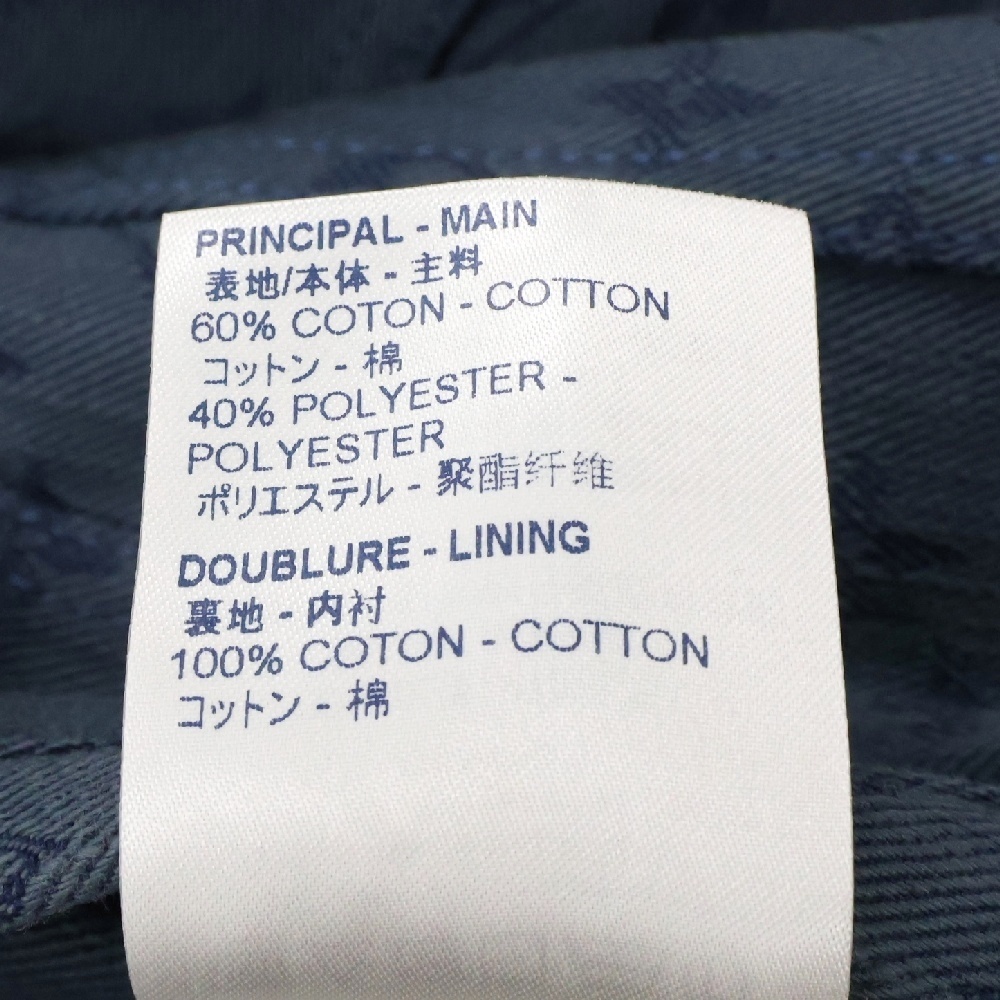 PRINCIPAL - MAIN
表地/本体 - 主料
60% COTON - COTTON
コットン - 棉
40% POLYESTER -
POLYESTER
ポリエステル - 聚酯纤维
DOUBLURE - LINING
裏地 - 内衬
100% COTON - COTTON
コットン - 棉